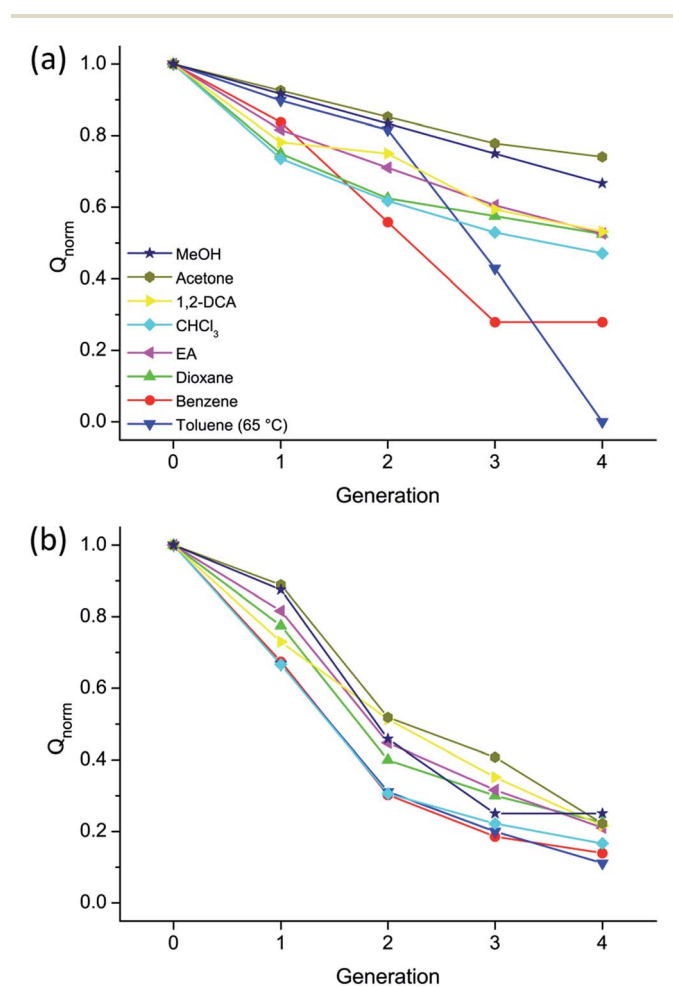 (a)
1.0
0.8
0.6
0.4
0.2
0.0
Qnorm
MeOH
Acetone
1,2-DCA
CHCl3
EA
Dioxane
Benzene
Toluene (65 °C)
0 1 2 3 4
Generation
(b)
1.0
0.8
0.6
0.4
0.2
0.0
Qnorm
0 1 2 3 4
Generation